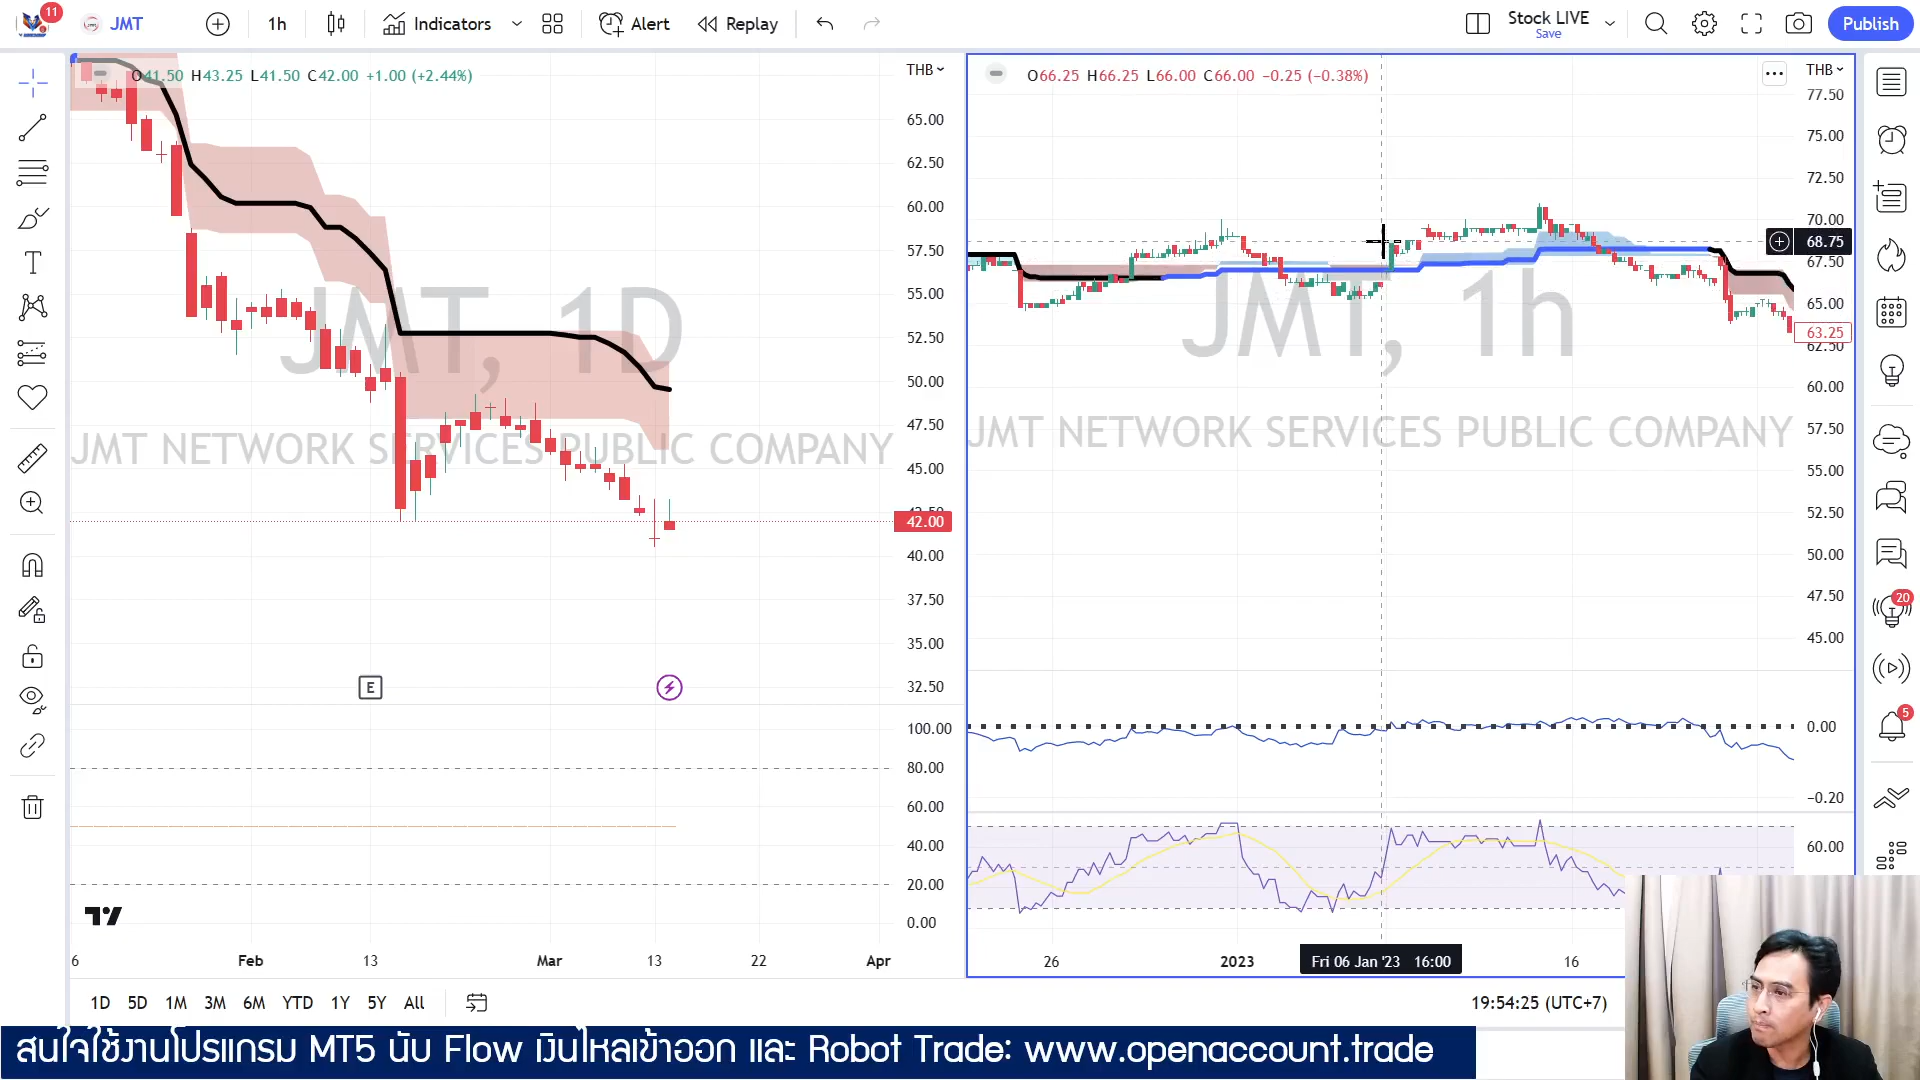 11
JMT
1h
Indicators
Alert
Replay
Stock LIVE
Save
Publish
O41.50 H43.25 L41.50 C42.00 +1.00 (+2.44%)
THB
O66.25 H66.25 L66.00 C66.00 −0.25 (−0.38%)
THB
65.00
62.50
60.00
57.50
55.00
52.50
50.00
47.50
45.00
42.50
42.00
40.00
37.50
35.00
32.50
100.00
80.00
60.00
40.00
20.00
0.00
JMT, 1D
JMT NETWORK SERVICES PUBLIC COMPANY
E
6
Feb
13
Mar
13
22
Apr
77.50
75.00
72.50
70.00
68.75
67.50
65.00
63.25
62.50
60.00
57.50
55.00
52.50
50.00
47.50
45.00
0.00
−0.20
60.00
JMT, 1h
JMT NETWORK SERVICES PUBLIC COMPANY
26
2023
Fri 06 Jan '23 16:00
16
20
5
1D 5D 1M 3M 6M YTD 1Y 5Y All
19:54:25 (UTC+7)
สนใจใช้งานโปรแกรม MT5 นับ Flow เงินไหลเข้าออก และ Robot Trade: www.openaccount.trade